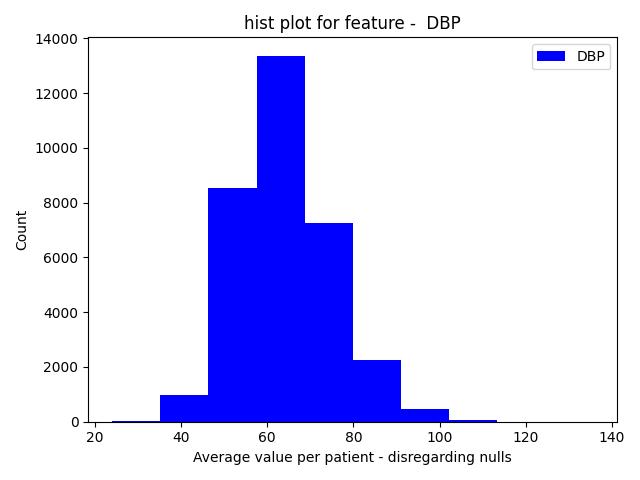 hist plot for feature -  DBP
DBP
Count
14000
12000
10000
8000
6000
4000
2000
0
20 40 60 80 100 120 140
Average value per patient - disregarding nulls